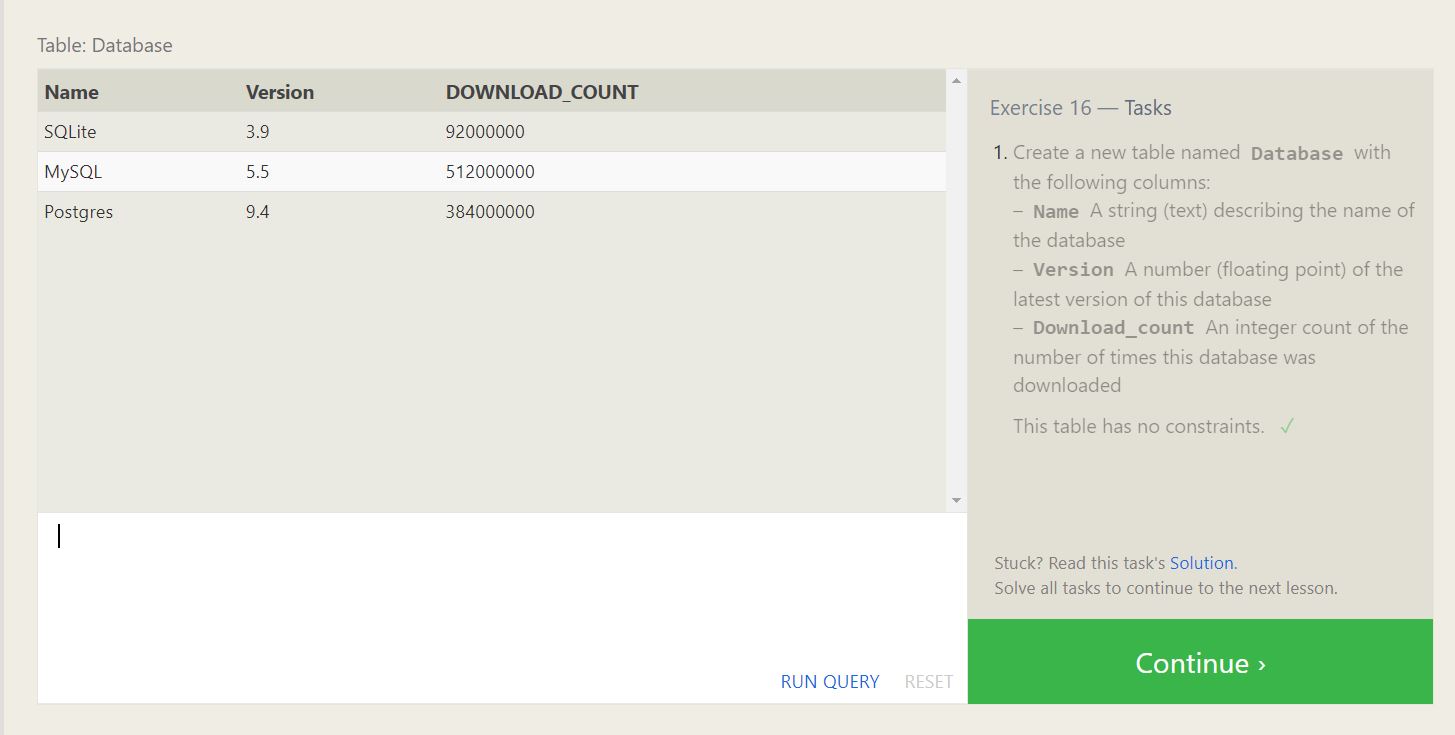 Table: Database
Name Version DOWNLOAD_COUNT
SQLite 3.9 92000000
MySQL 5.5 512000000
Postgres 9.4 384000000
RUN QUERY RESET
Exercise 16 — Tasks
1. Create a new table named Database with
the following columns:
– Name A string (text) describing the name of
the database
– Version A number (floating point) of the
latest version of this database
– Download_count An integer count of the
number of times this database was
downloaded
This table has no constraints. ✓
Stuck? Read this task's Solution.
Solve all tasks to continue to the next lesson.
Continue ›